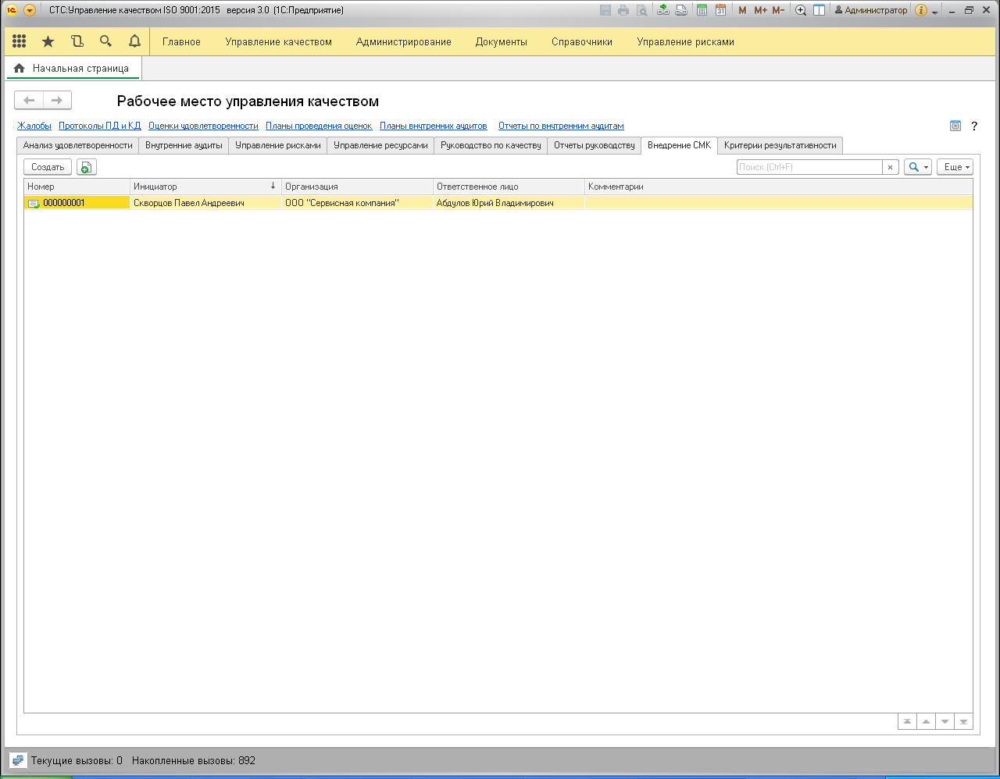 СТС:Управление качеством ISO 9001:2015 версия 3.0 (1С:Предприятие)
31 M M+ M- Администратор
Главное Управление качеством Администрирование Документы Справочники Управление рисками
Начальная страница
Рабочее место управления качеством
Жалобы Протоколы ПД и КД Оценки удовлетворенности Планы проведения оценок Планы внутренних аудитов Отчеты по внутренним аудитам ?
Анализ удовлетворенности Внутренние аудиты Управление рисками Управление ресурсами Руководство по качеству Отчеты руководству Внедрение СМК Критерии результативности
Создать Поиск (Ctrl+F) × Еще
Номер Инициатор ↓ Организация Ответственное лицо Комментарии
000000001 Скворцов Павел Андреевич ООО "Сервисная компания" Абдулов Юрий Владимирович
Текущие вызовы: 0 Накопленные вызовы: 892